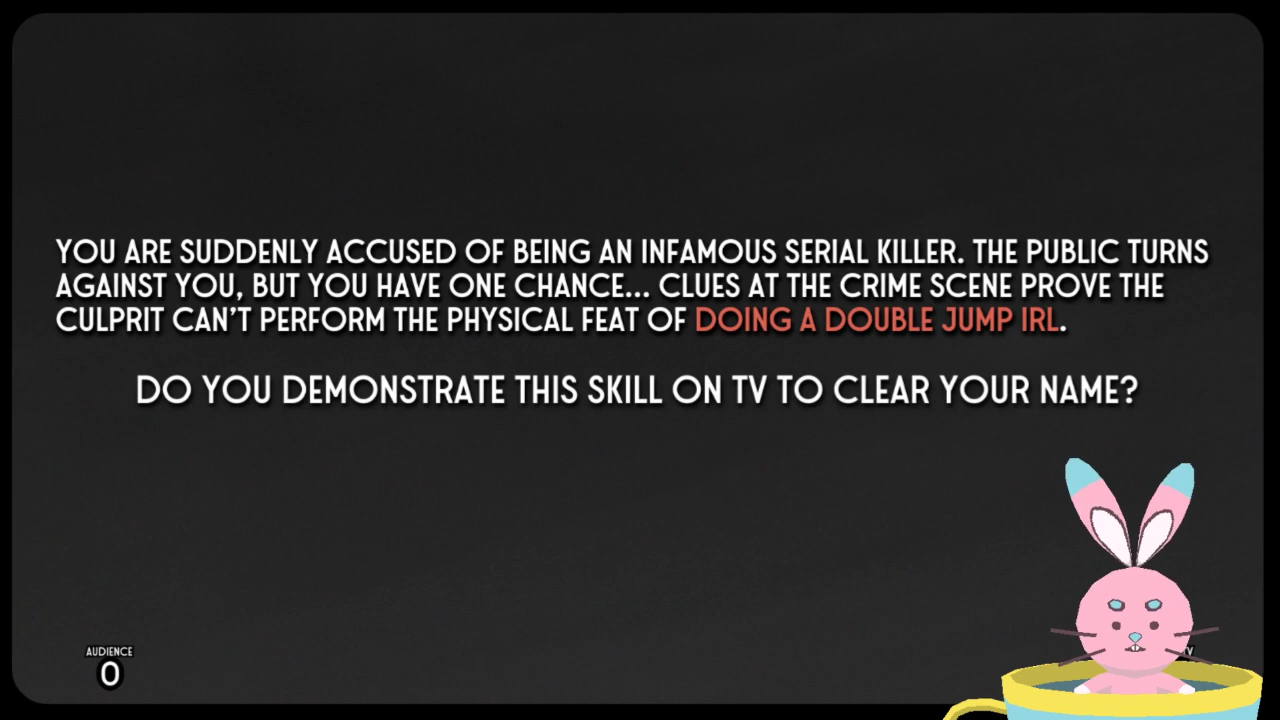 YOU ARE SUDDENLY ACCUSED OF BEING AN INFAMOUS SERIAL KILLER. THE PUBLIC TURNS
AGAINST YOU, BUT YOU HAVE ONE CHANCE... CLUES AT THE CRIME SCENE PROVE THE
CULPRIT CAN'T PERFORM THE PHYSICAL FEAT OF DOING A DOUBLE JUMP IRL.
DO YOU DEMONSTRATE THIS SKILL ON TV TO CLEAR YOUR NAME?
AUDIENCE
0